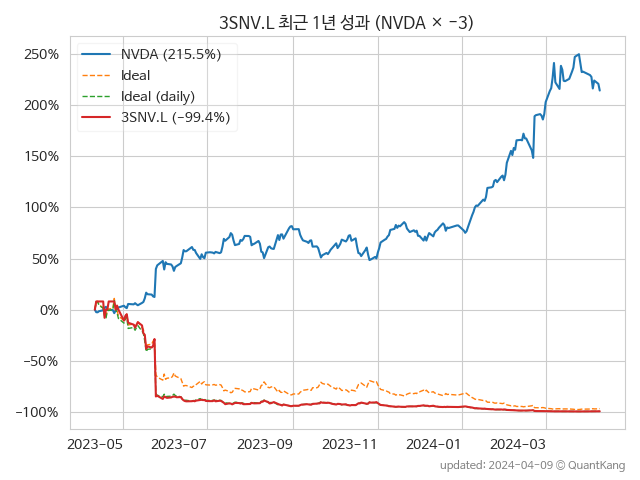 3SNV.L 최근 1년 성과 (NVDA × -3)
NVDA (215.5%)
Ideal
Ideal (daily)
3SNV.L (-99.4%)
250%
200%
150%
100%
50%
0%
-50%
-100%
2023-05 2023-07 2023-09 2023-11 2024-01 2024-03
updated: 2024-04-09 © QuantKang